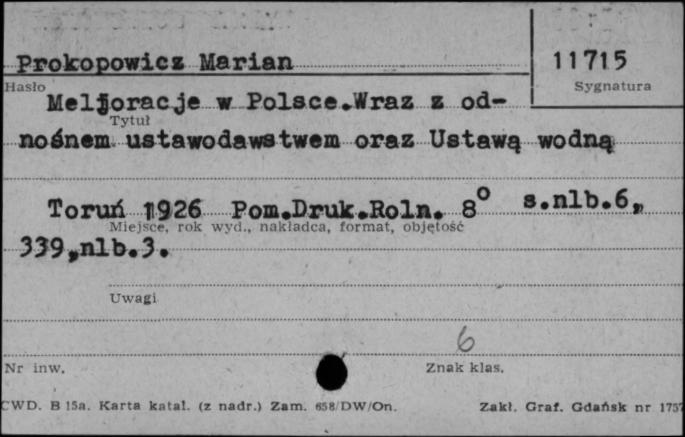 Prokopowicz Marian 11715
Hasło Sygnatura
Meljoracje w Polsce.Wraz z od-
Tytuł
nośnem ustawodawstwem oraz Ustawą wodną
Toruń 1926 Pom.Druk.Roln. 8° s.nlb.6,
Miejsce, rok wyd., nakładca, format, objętość
339,nlb.3.
Uwagi
6
Nr inw. Znak klas.
CWD. B 15a. Karta katal. (z nadr.) Zam. 658/DW/On. Zakł. Graf. Gdańsk nr 1757